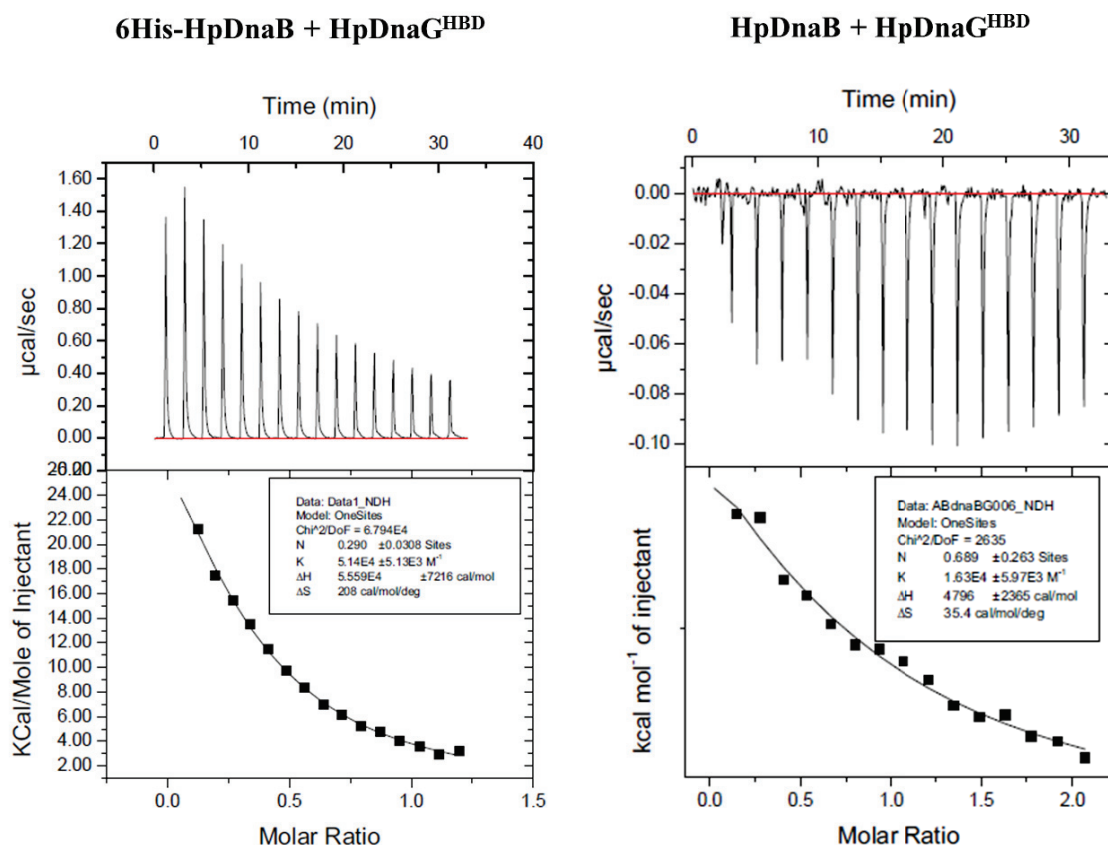 6His-HpDnaB + HpDnaG^HBD
Time (min)
0 10 20 30 40
1.60
1.40
1.20
1.00
0.80
0.60
0.40
0.20
0.00
µcal/sec
24.00
22.00
20.00
18.00
16.00
14.00
12.00
10.00
8.00
6.00
4.00
2.00
KCal/Mole of Injectant
Data: Data1_NDH
Model: OneSites
Chi^2/DoF = 6.794E4
N 0.290 ±0.0308 Sites
K 5.14E4 ±5.13E3 M⁻¹
ΔH 5.559E4 ±7216 cal/mol
ΔS 208 cal/mol/deg
0.0 0.5 1.0 1.5
Molar Ratio
HpDnaB + HpDnaG^HBD
Time (min)
0 10 20 30
0.00
-0.02
-0.04
-0.06
-0.08
-0.10
µcal/sec
kcal mol⁻¹ of injectant
Data: ABdnaBG006_NDH
Model: OneSites
Chi^2/DoF = 2635
N 0.689 ±0.263 Sites
K 1.63E4 ±5.97E3 M⁻¹
ΔH 4796 ±2365 cal/mol
ΔS 35.4 cal/mol/deg
0.0 0.5 1.0 1.5 2.0
Molar Ratio